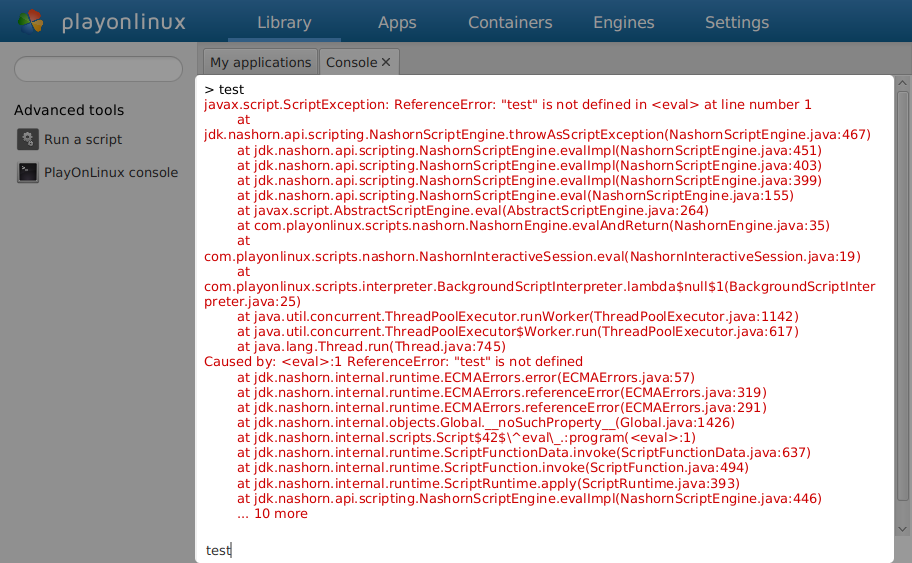 playonlinux Library Apps Containers Engines Settings
My applications Console ✕
Advanced tools
Run a script
PlayOnLinux console
> test
javax.script.ScriptException: ReferenceError: "test" is not defined in <eval> at line number 1
at
jdk.nashorn.api.scripting.NashornScriptEngine.throwAsScriptException(NashornScriptEngine.java:467)
at jdk.nashorn.api.scripting.NashornScriptEngine.evalImpl(NashornScriptEngine.java:451)
at jdk.nashorn.api.scripting.NashornScriptEngine.evalImpl(NashornScriptEngine.java:403)
at jdk.nashorn.api.scripting.NashornScriptEngine.evalImpl(NashornScriptEngine.java:399)
at jdk.nashorn.api.scripting.NashornScriptEngine.eval(NashornScriptEngine.java:155)
at javax.script.AbstractScriptEngine.eval(AbstractScriptEngine.java:264)
at com.playonlinux.scripts.nashorn.NashornEngine.evalAndReturn(NashornEngine.java:35)
at
com.playonlinux.scripts.nashorn.NashornInteractiveSession.eval(NashornInteractiveSession.java:19)
at
com.playonlinux.scripts.interpreter.BackgroundScriptInterpreter.lambda$null$1(BackgroundScriptInter
preter.java:25)
at java.util.concurrent.ThreadPoolExecutor.runWorker(ThreadPoolExecutor.java:1142)
at java.util.concurrent.ThreadPoolExecutor$Worker.run(ThreadPoolExecutor.java:617)
at java.lang.Thread.run(Thread.java:745)
Caused by: <eval>:1 ReferenceError: "test" is not defined
at jdk.nashorn.internal.runtime.ECMAErrors.error(ECMAErrors.java:57)
at jdk.nashorn.internal.runtime.ECMAErrors.referenceError(ECMAErrors.java:319)
at jdk.nashorn.internal.runtime.ECMAErrors.referenceError(ECMAErrors.java:291)
at jdk.nashorn.internal.objects.Global.__noSuchProperty__(Global.java:1426)
at jdk.nashorn.internal.scripts.Script$42$\^eval\_.:program(<eval>:1)
at jdk.nashorn.internal.runtime.ScriptFunctionData.invoke(ScriptFunctionData.java:637)
at jdk.nashorn.internal.runtime.ScriptFunction.invoke(ScriptFunction.java:494)
at jdk.nashorn.internal.runtime.ScriptRuntime.apply(ScriptRuntime.java:393)
at jdk.nashorn.api.scripting.NashornScriptEngine.evalImpl(NashornScriptEngine.java:446)
... 10 more
test